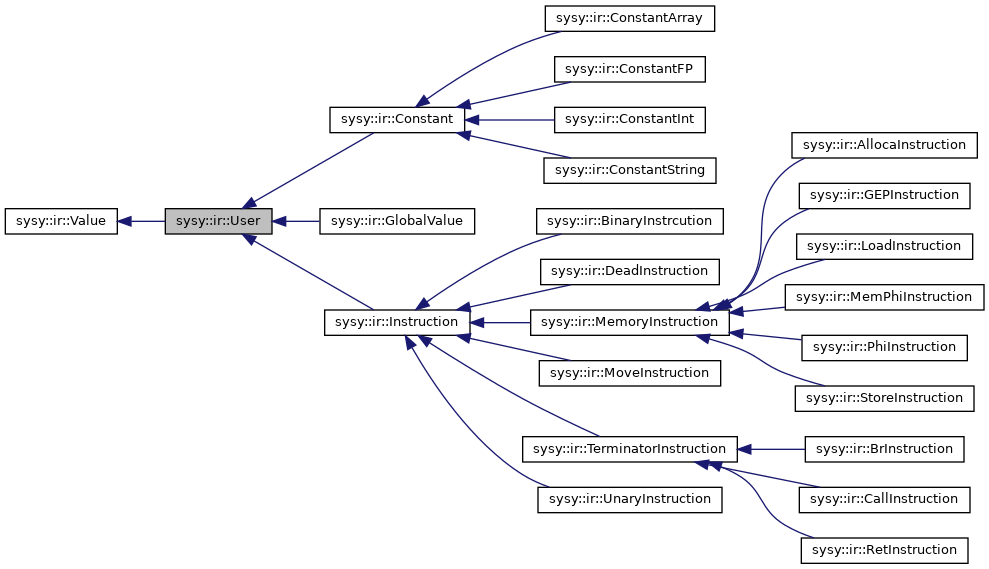 sysy::ir::ConstantArray
sysy::ir::ConstantFP
sysy::ir::Constant
sysy::ir::ConstantInt
sysy::ir::AllocaInstruction
sysy::ir::ConstantString
sysy::ir::GEPInstruction
sysy::ir::Value
sysy::ir::User
sysy::ir::GlobalValue
sysy::ir::BinaryInstrcution
sysy::ir::LoadInstruction
sysy::ir::DeadInstruction
sysy::ir::MemPhiInstruction
sysy::ir::Instruction
sysy::ir::MemoryInstruction
sysy::ir::PhiInstruction
sysy::ir::MoveInstruction
sysy::ir::StoreInstruction
sysy::ir::TerminatorInstruction
sysy::ir::BrInstruction
sysy::ir::UnaryInstruction
sysy::ir::CallInstruction
sysy::ir::RetInstruction